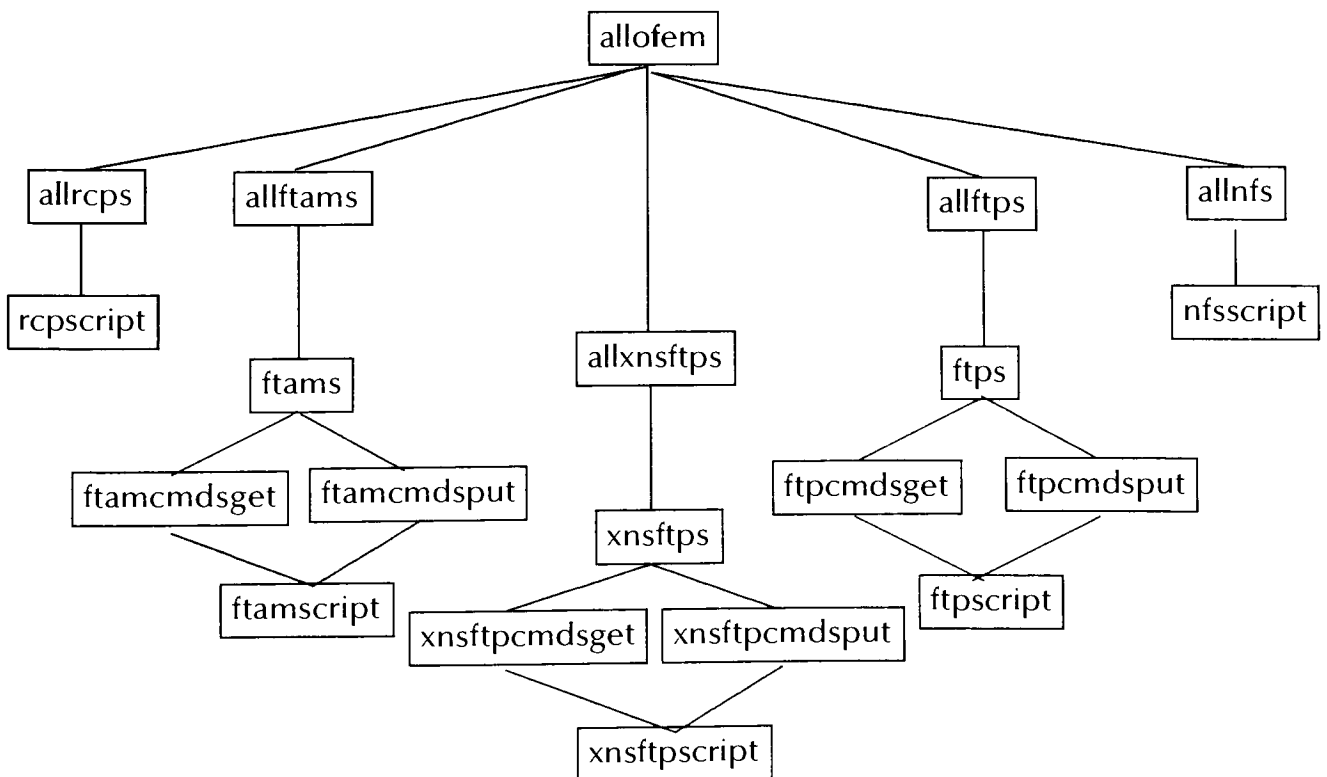 allofem
allrcps
allftams
allftps
allnfs
rcpscript
nfsscript
allxnsftps
ftams
ftps
ftamcmdsget
ftamcmdsput
ftpcmdsget
ftpcmdsput
xnsftps
ftamscript
ftpscript
xnsftpcmdsget
xnsftpcmdsput
xnsftpscript